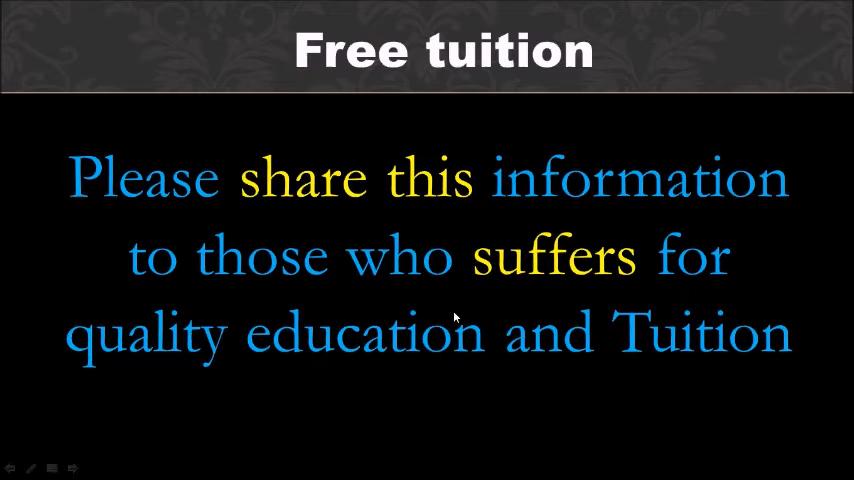 Free tuition
Please share this information
to those who suffers for
quality education and Tuition